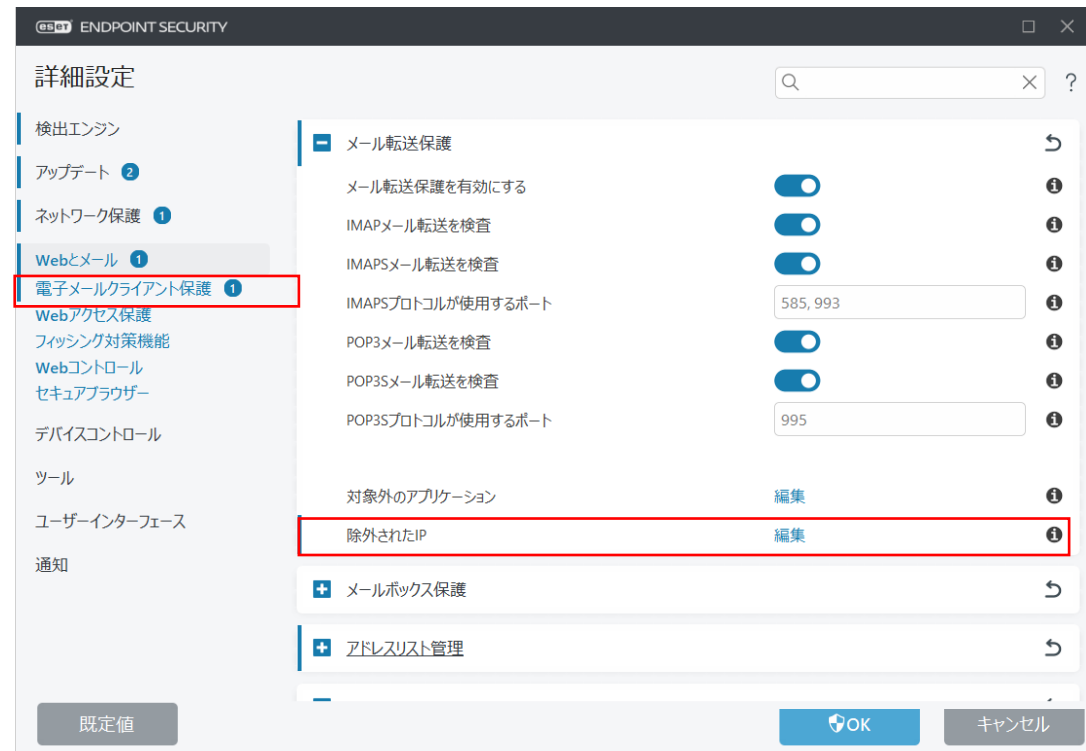 eset ENDPOINT SECURITY
詳細設定
?
検出エンジン
アップデート 2
ネットワーク保護 1
Webとメール 1
電子メールクライアント保護 1
Webアクセス保護
フィッシング対策機能
Webコントロール
セキュアブラウザー
デバイスコントロール
ツール
ユーザーインターフェース
通知
メール転送保護
メール転送保護を有効にする
IMAPメール転送を検査
IMAPSメール転送を検査
IMAPSプロトコルが使用するポート 585, 993
POP3メール転送を検査
POP3Sメール転送を検査
POP3Sプロトコルが使用するポート 995
対象外のアプリケーション 編集
除外されたIP 編集
メールボックス保護
アドレスリスト管理
既定値
OK
キャンセル